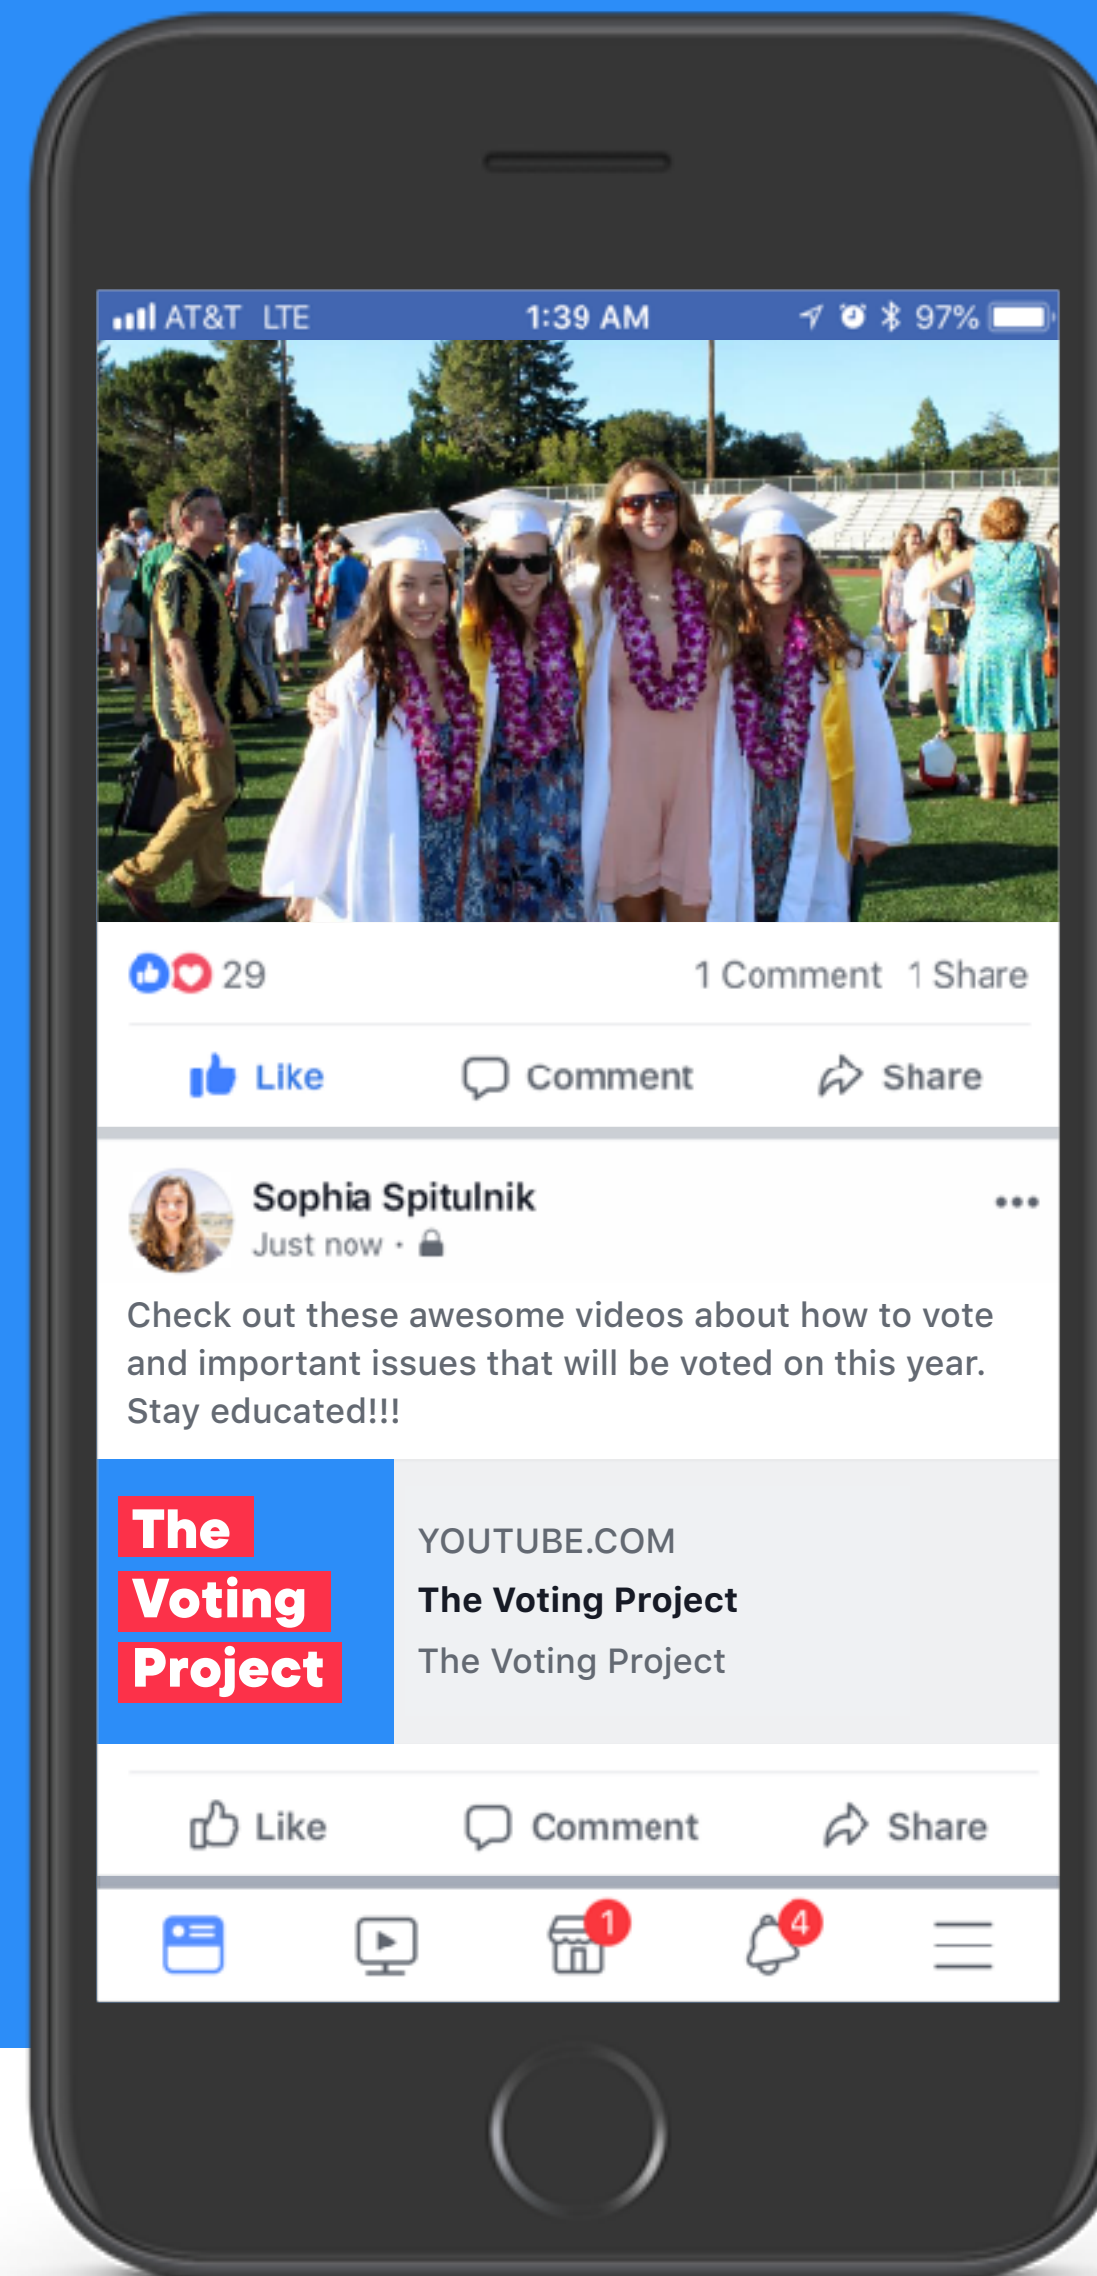 AT&T LTE 1:39 AM 97%
29 1 Comment 1 Share
Like Comment Share
Sophia Spitulnik
Just now ·
Check out these awesome videos about how to vote
and important issues that will be voted on this year.
Stay educated!!!
The
Voting
Project
YOUTUBE.COM
The Voting Project
The Voting Project
Like Comment Share
1 4